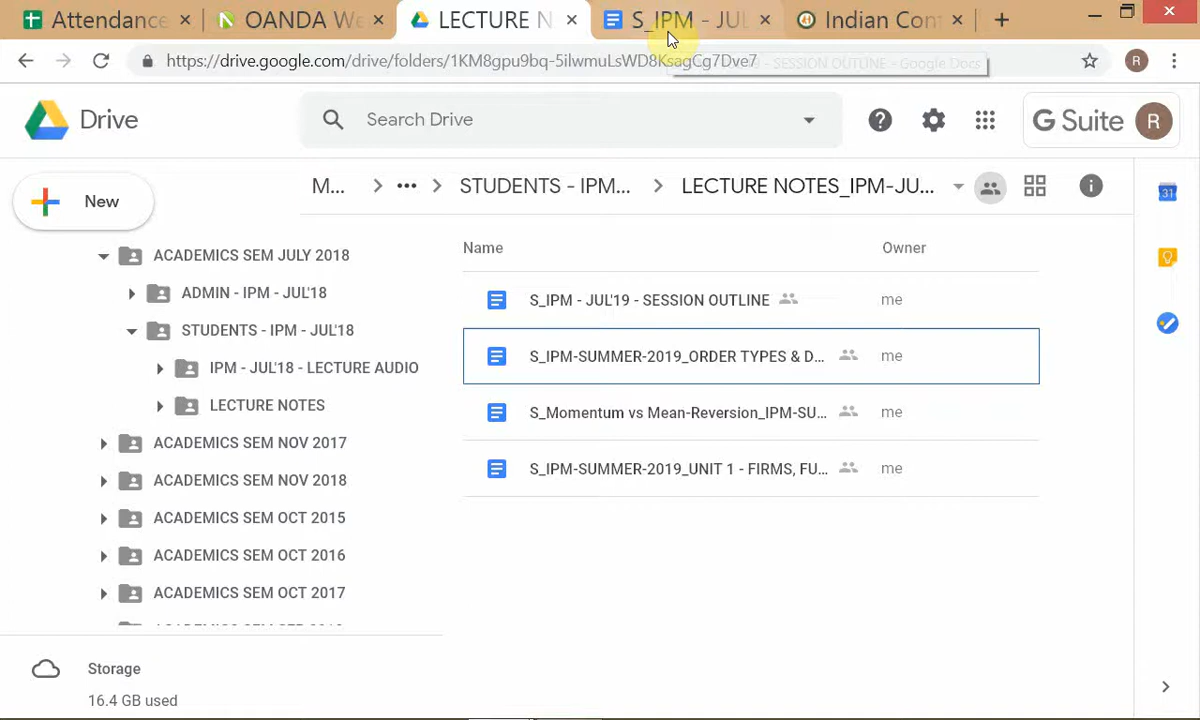 Attendanc
OANDA We
LECTURE N
S_IPM - JUL
Indian Con
https://drive.google.com/drive/folders/1KM8gpu9bq-5ilwmuLsWD8KsagCg7Dve7
SESSION OUTLINE - Google Docs
R
Drive
Search Drive
G Suite
R
New
M...
...
STUDENTS - IPM...
LECTURE NOTES_IPM-JU...
31
ACADEMICS SEM JULY 2018
ADMIN - IPM - JUL'18
STUDENTS - IPM - JUL'18
IPM - JUL'18 - LECTURE AUDIO
LECTURE NOTES
ACADEMICS SEM NOV 2017
ACADEMICS SEM NOV 2018
ACADEMICS SEM OCT 2015
ACADEMICS SEM OCT 2016
ACADEMICS SEM OCT 2017
Name
Owner
S_IPM - JUL'19 - SESSION OUTLINE
me
S_IPM-SUMMER-2019_ORDER TYPES & D...
me
S_Momentum vs Mean-Reversion_IPM-SU...
me
S_IPM-SUMMER-2019_UNIT 1 - FIRMS, FU...
me
Storage
16.4 GB used